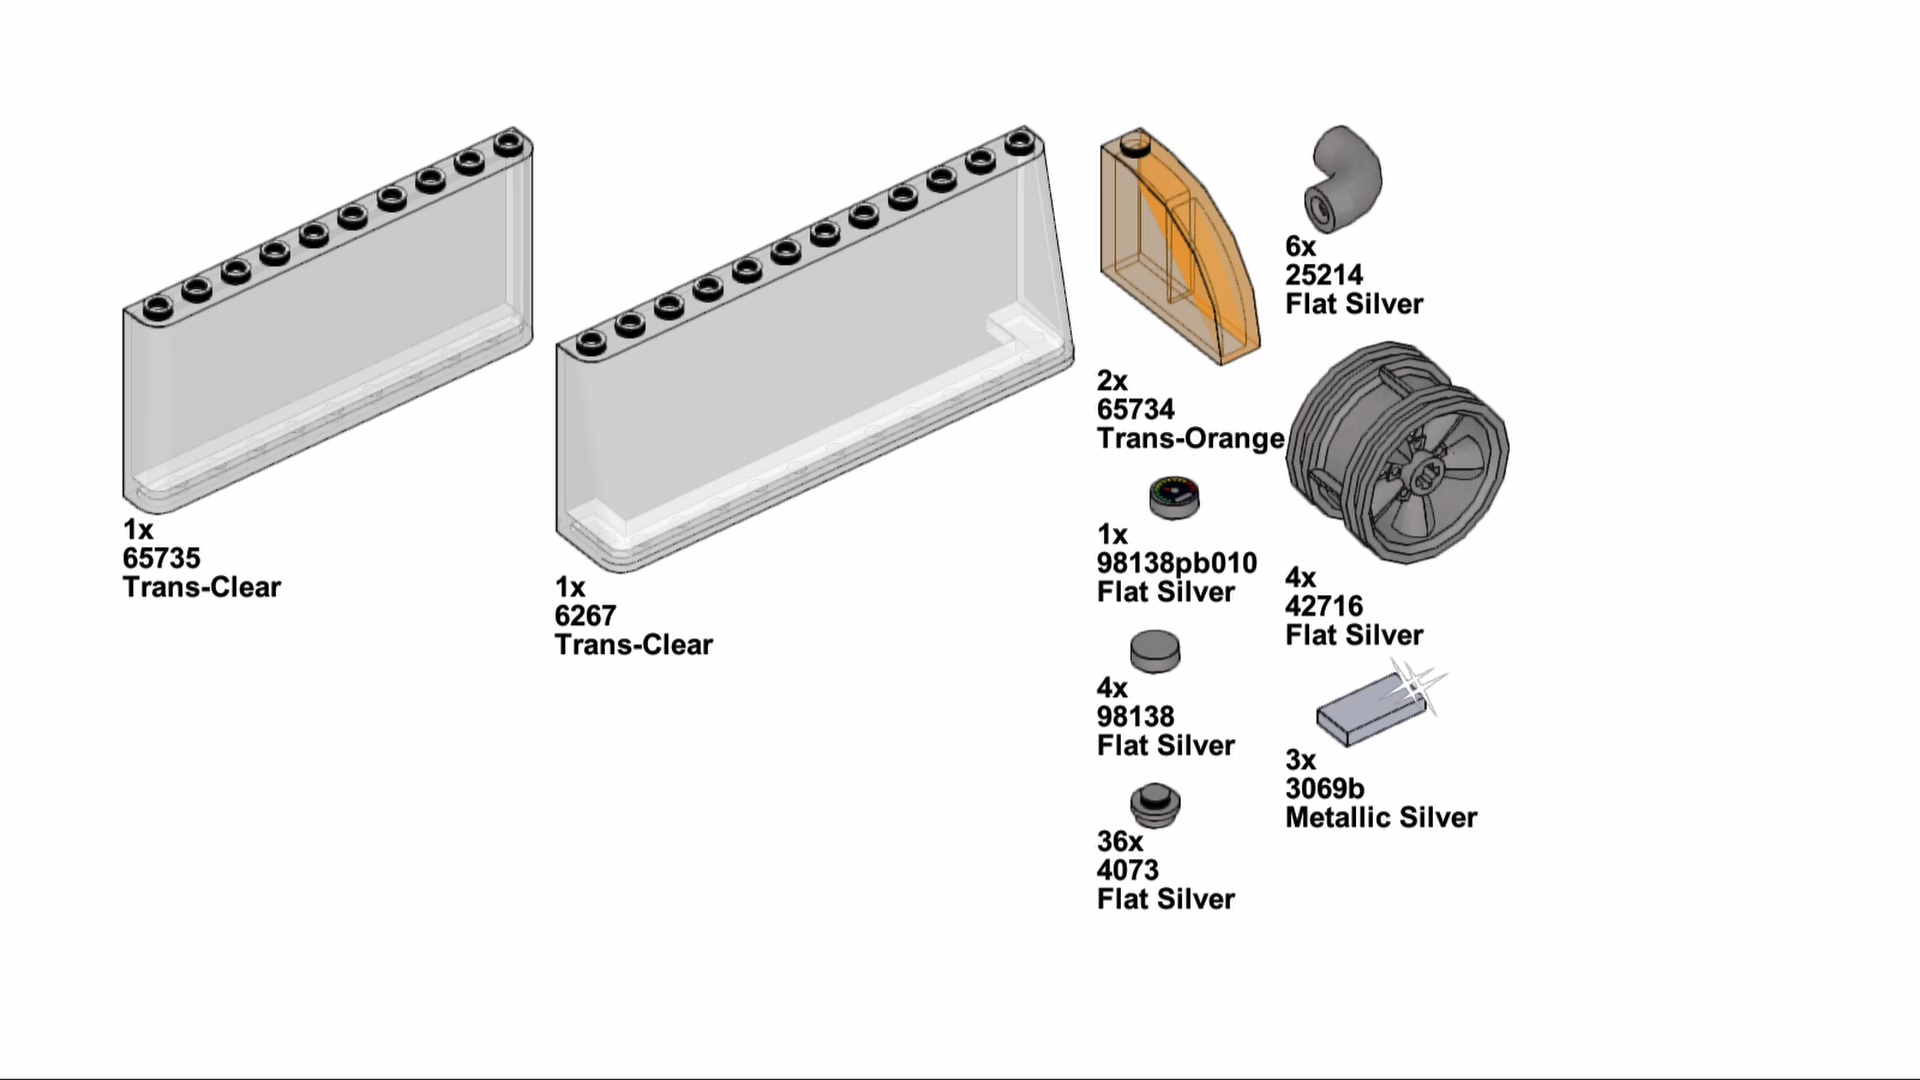 1x
65735
Trans-Clear
1x
6267
Trans-Clear
2x
65734
Trans-Orange
1x
98138pb010
Flat Silver
4x
98138
Flat Silver
36x
4073
Flat Silver
6x
25214
Flat Silver
4x
42716
Flat Silver
3x
3069b
Metallic Silver